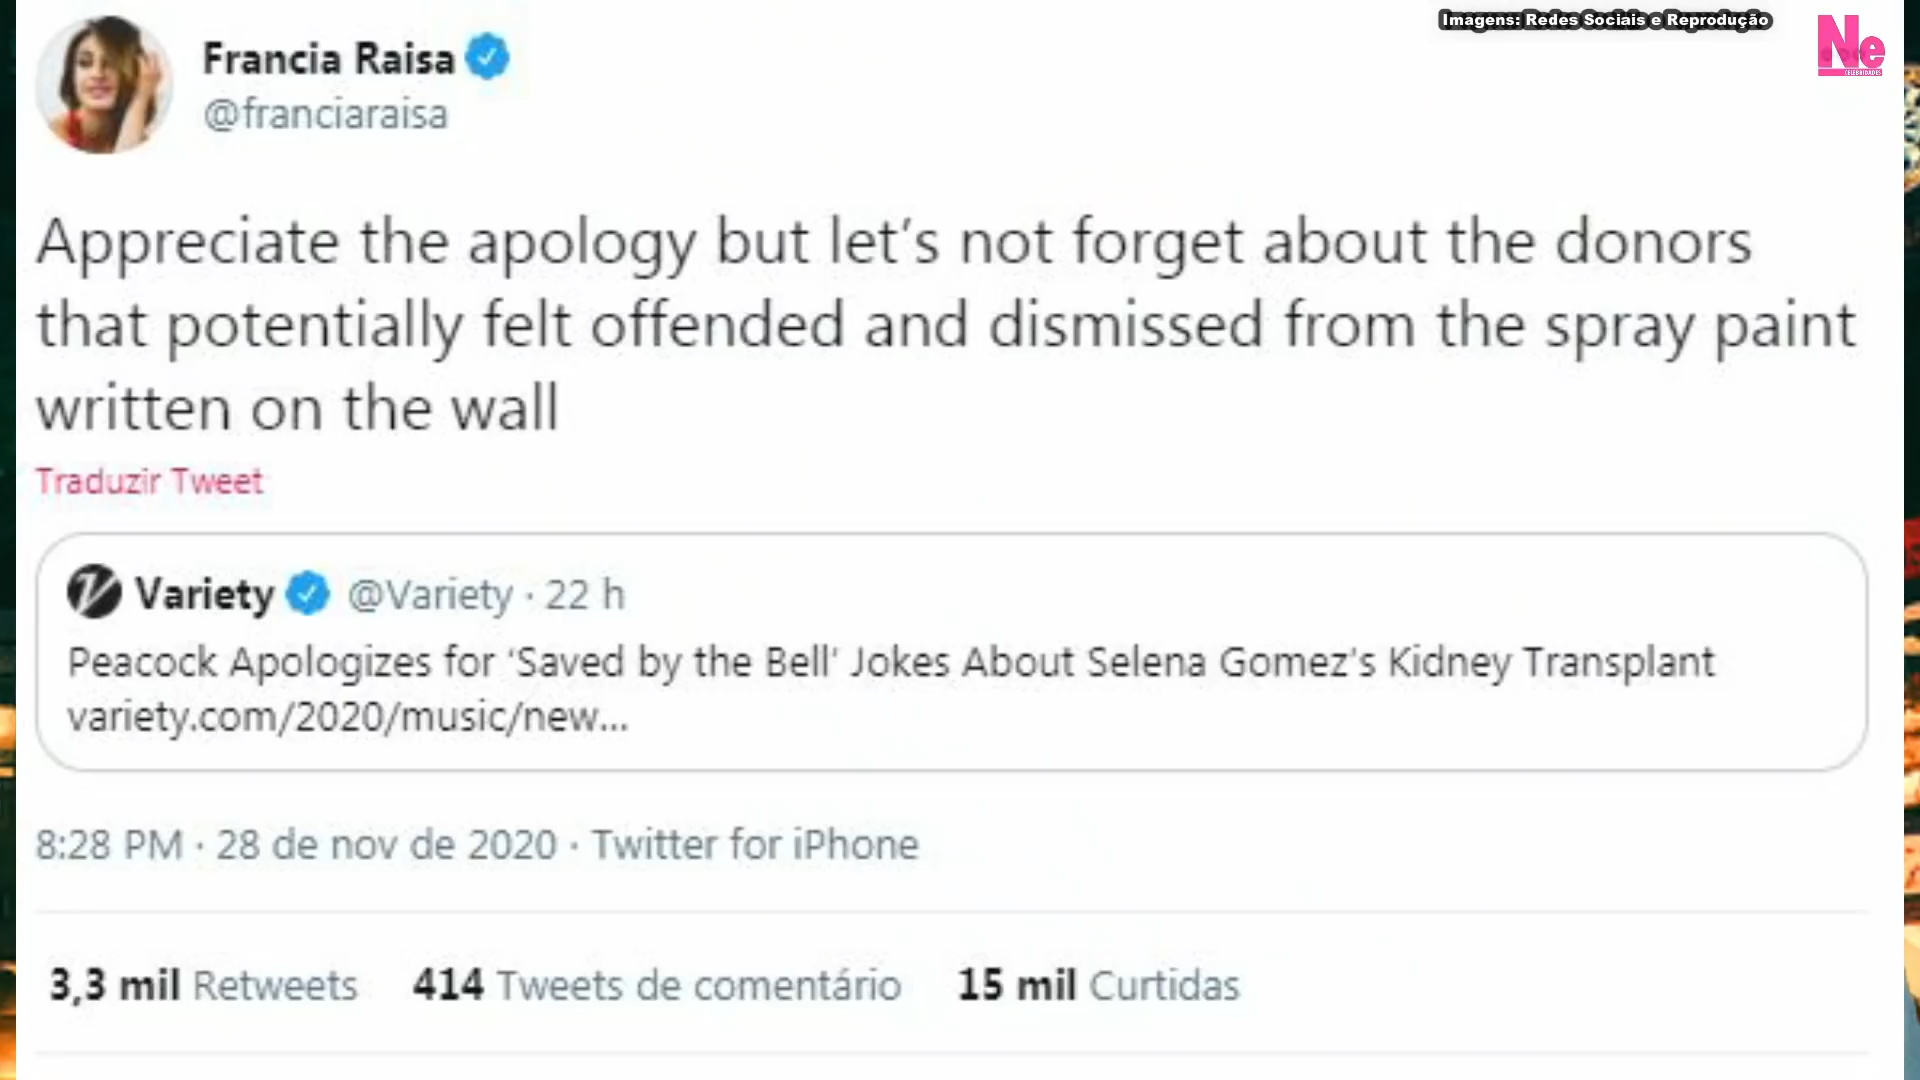 Imagens: Redes Sociais e Reprodução
Ne
CELEBRIDADES
Francia Raisa
@franciaraisa
Appreciate the apology but let’s not forget about the donors
that potentially felt offended and dismissed from the spray paint
written on the wall
Traduzir Tweet
Variety @Variety · 22 h
Peacock Apologizes for ‘Saved by the Bell’ Jokes About Selena Gomez’s Kidney Transplant
variety.com/2020/music/new...
8:28 PM · 28 de nov de 2020 · Twitter for iPhone
3,3 mil Retweets 414 Tweets de comentário 15 mil Curtidas